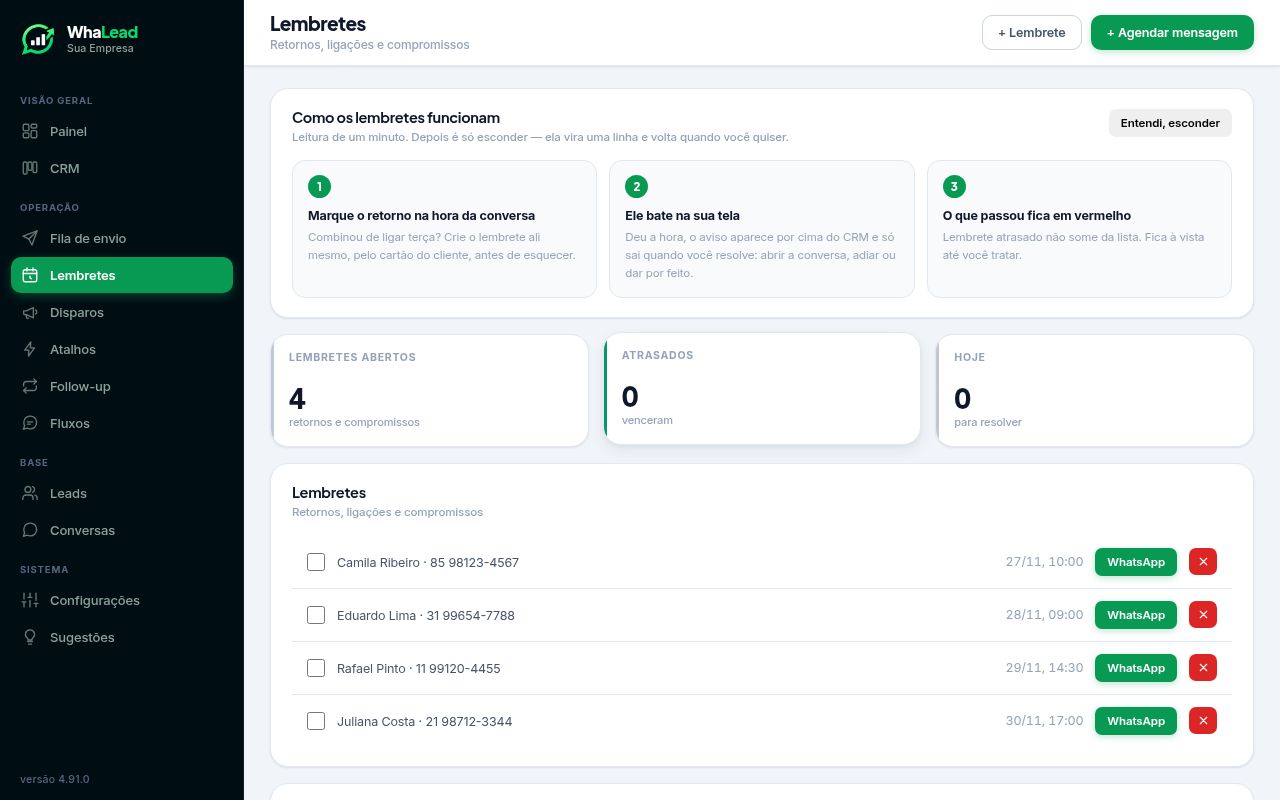 WhaLead
Sua Empresa
VISÃO GERAL
Painel
CRM
OPERAÇÃO
Fila de envio
Lembretes
Disparos
Atalhos
Follow-up
Fluxos
BASE
Leads
Conversas
SISTEMA
Configurações
Sugestões
versão 4.91.0
Lembretes
Retornos, ligações e compromissos
+ Lembrete
+ Agendar mensagem
Como os lembretes funcionam
Leitura de um minuto. Depois é só esconder — ela vira uma linha e volta quando você quiser.
Entendi, esconder
1
Marque o retorno na hora da conversa
Combinou de ligar terça? Crie o lembrete ali
mesmo, pelo cartão do cliente, antes de esquecer.
2
Ele bate na sua tela
Deu a hora, o aviso aparece por cima do CRM e só
sai quando você resolve: abrir a conversa, adiar ou
dar por feito.
3
O que passou fica em vermelho
Lembrete atrasado não some da lista. Fica à vista
até você tratar.
LEMBRETES ABERTOS
4
retornos e compromissos
ATRASADOS
0
venceram
HOJE
0
para resolver
Lembretes
Retornos, ligações e compromissos
Camila Ribeiro · 85 98123-4567 27/11, 10:00 WhatsApp ✕
Eduardo Lima · 31 99654-7788 28/11, 09:00 WhatsApp ✕
Rafael Pinto · 11 99120-4455 29/11, 14:30 WhatsApp ✕
Juliana Costa · 21 98712-3344 30/11, 17:00 WhatsApp ✕